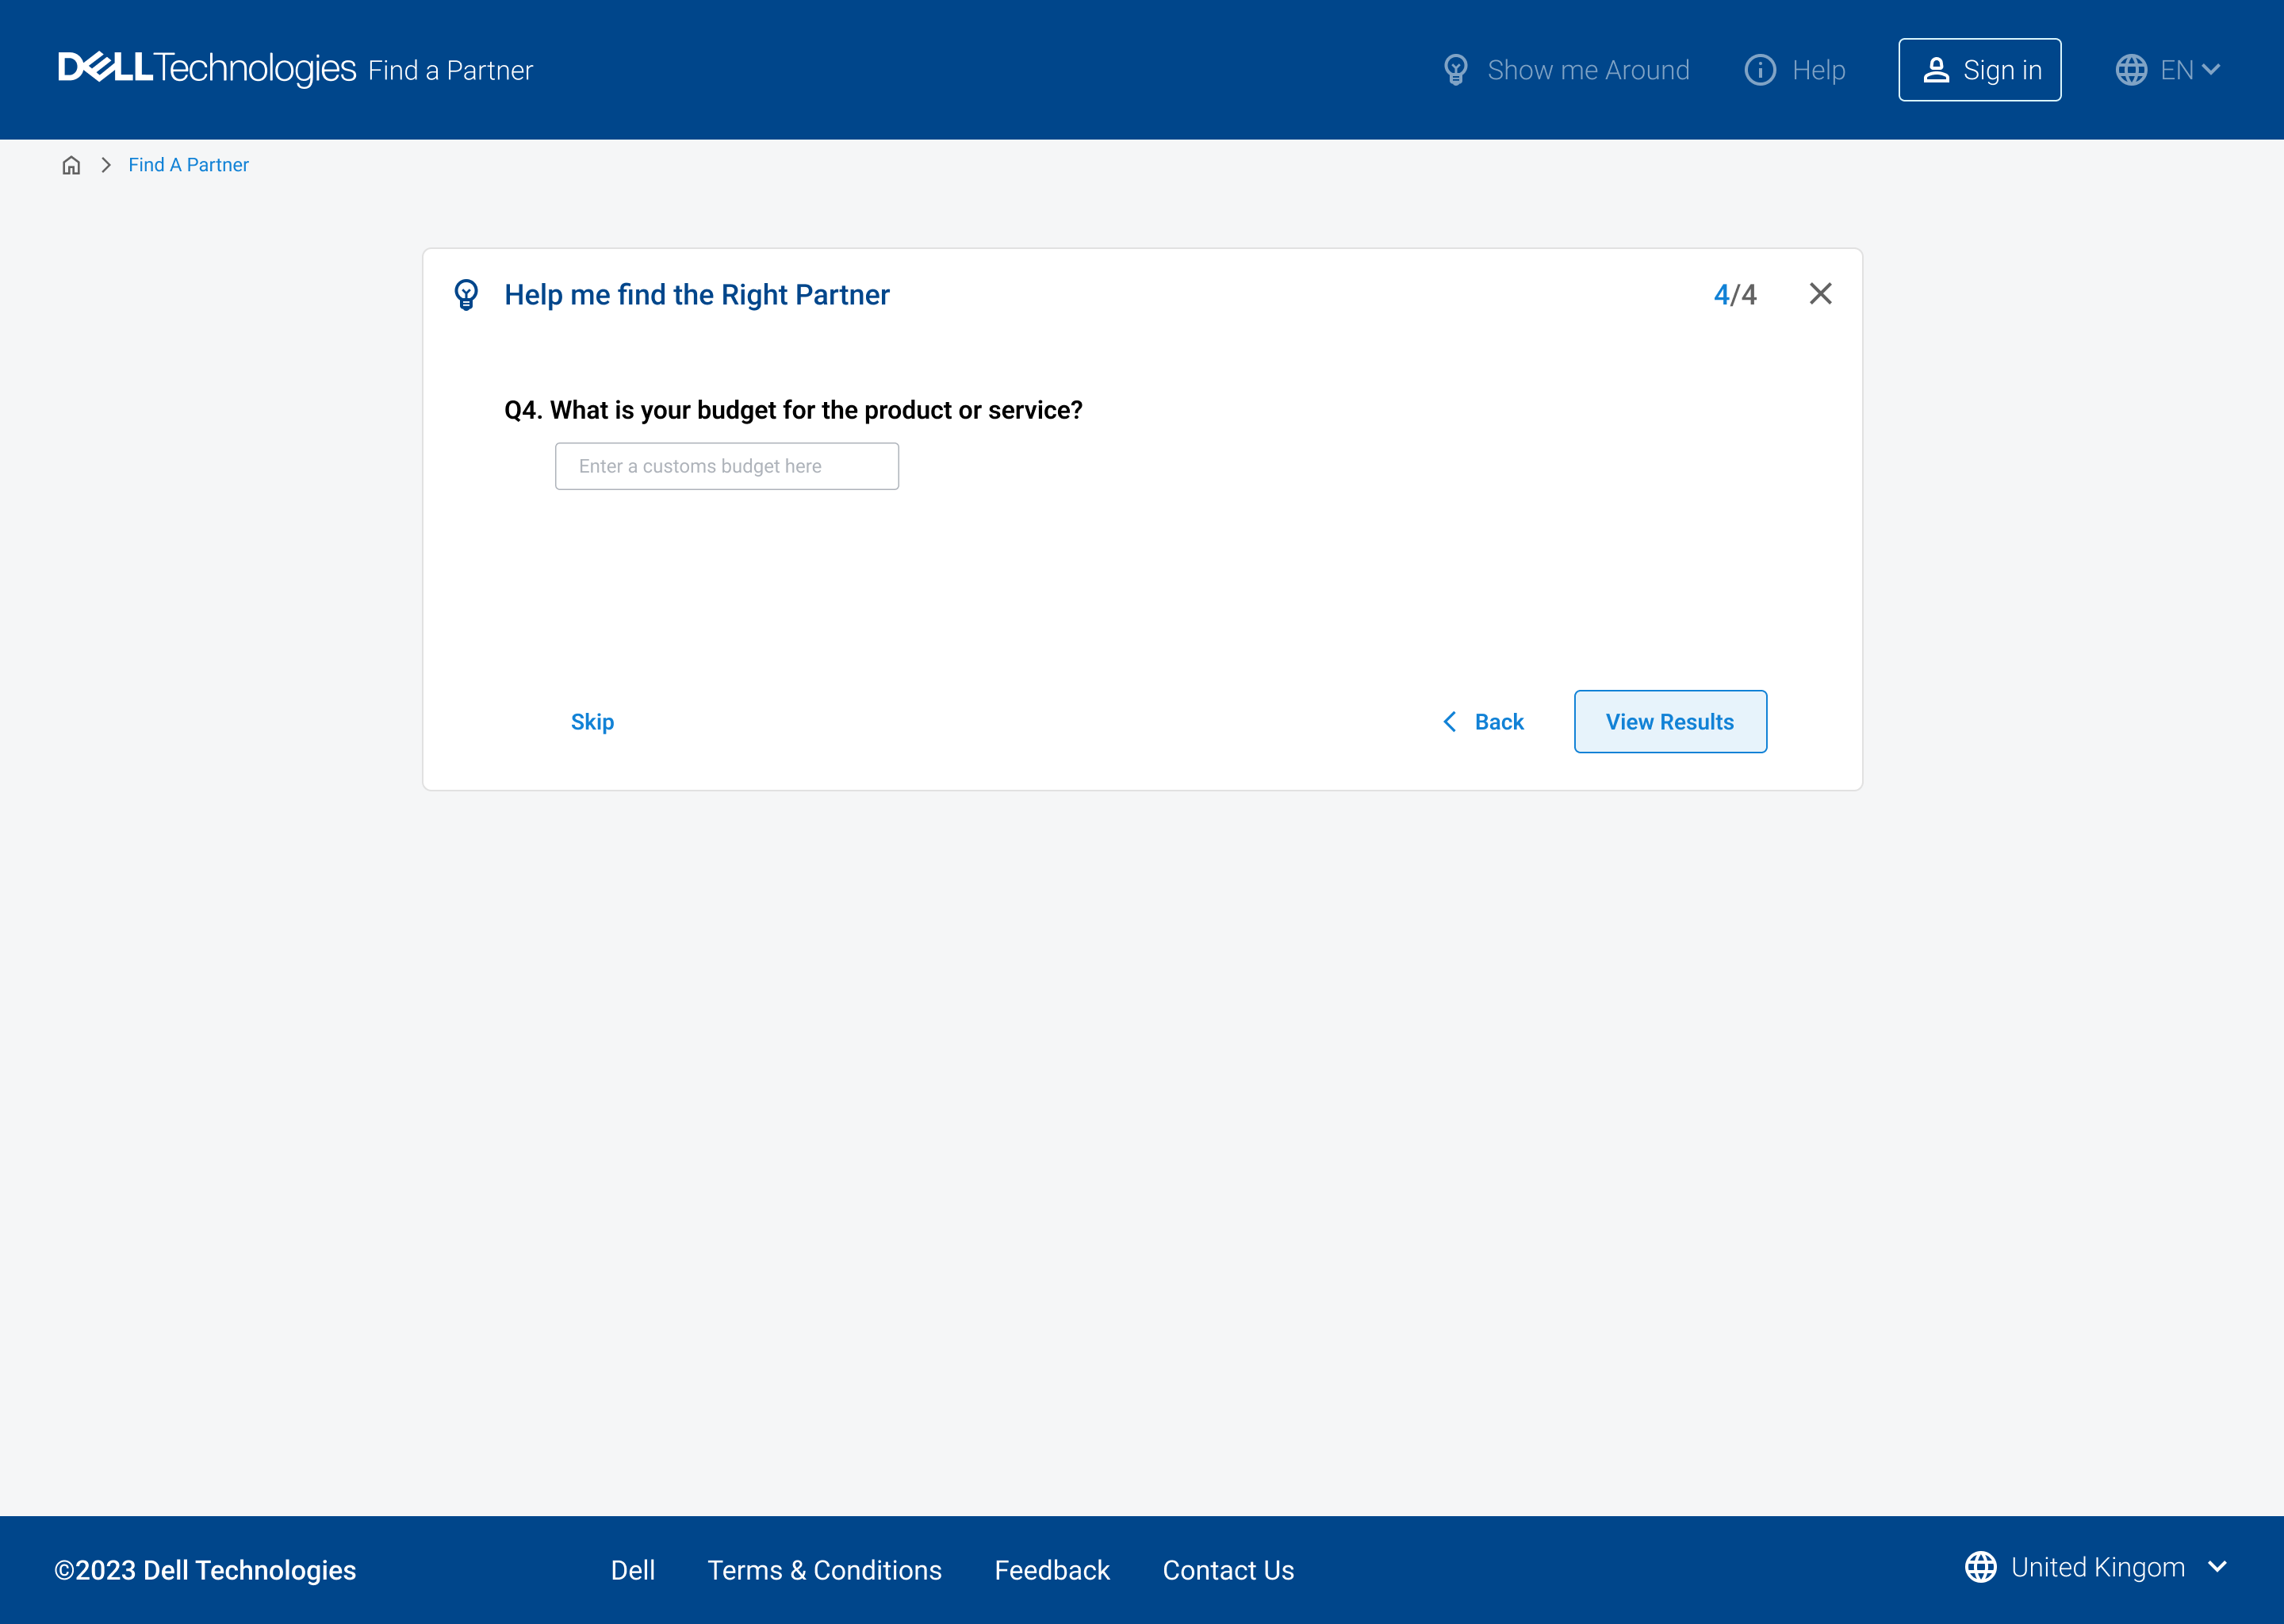 DELLTechnologies Find a Partner
Show me Around
Help
Sign in
EN
Find A Partner
Help me find the Right Partner
4/4
Q4. What is your budget for the product or service?
Enter a customs budget here
Skip
Back
View Results
©2023 Dell Technologies
Dell
Terms & Conditions
Feedback
Contact Us
United Kingom